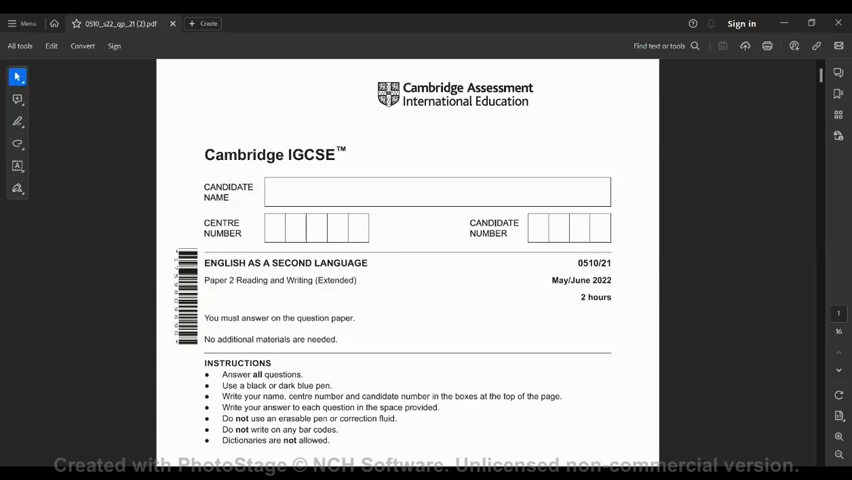 Menu
0510_s22_qp_21 (2).pdf
Create
Sign in
All tools
Edit
Convert
Sign
Find text or tools
Cambridge Assessment
International Education
Cambridge IGCSE™
CANDIDATE
NAME
CENTRE
NUMBER
CANDIDATE
NUMBER
ENGLISH AS A SECOND LANGUAGE
0510/21
Paper 2 Reading and Writing (Extended)
May/June 2022
2 hours
You must answer on the question paper.
No additional materials are needed.
INSTRUCTIONS
● Answer all questions.
● Use a black or dark blue pen.
● Write your name, centre number and candidate number in the boxes at the top of the page.
● Write your answer to each question in the space provided.
● Do not use an erasable pen or correction fluid.
● Do not write on any bar codes.
● Dictionaries are not allowed.
1
16
Created with PhotoStage © NCH Software. Unlicensed non-commercial version.